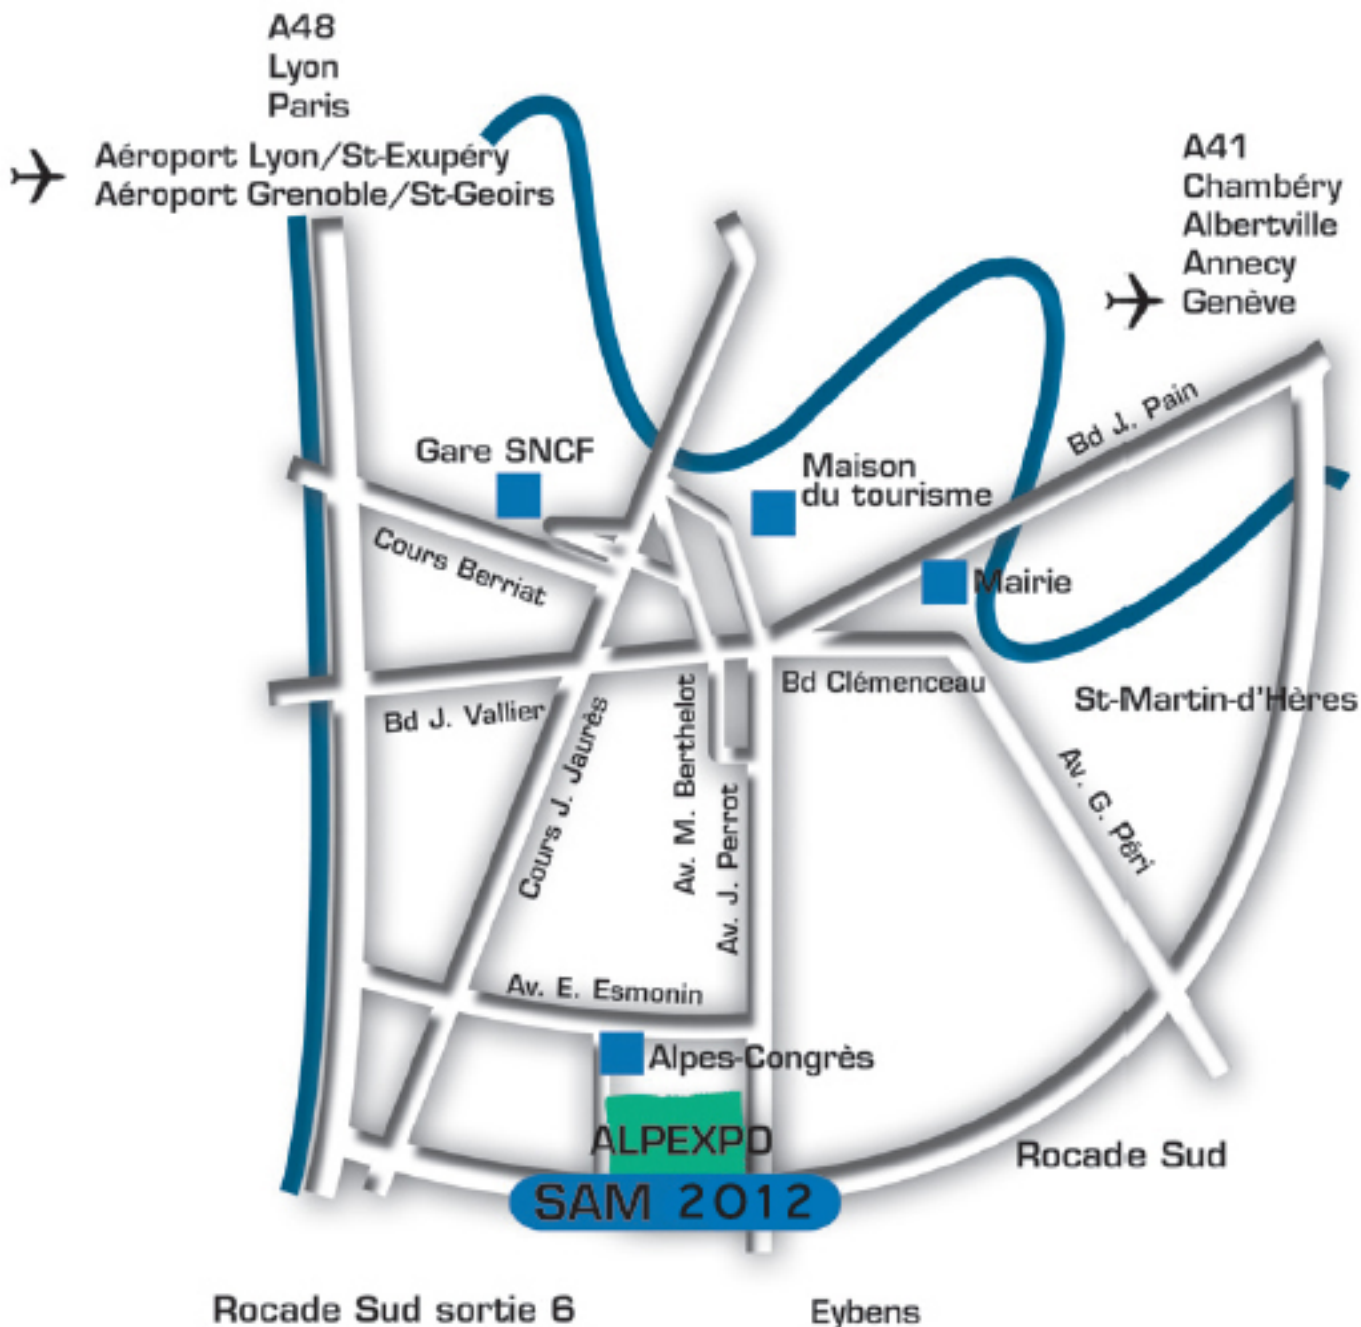 A48
Lyon
Paris
Aéroport Lyon/St-Exupéry
Aéroport Grenoble/St-Geoirs
A41
Chambéry
Albertville
Annecy
Genève
Bd J. Pain
Gare SNCF
Maison
du tourisme
Cours Berriat
Mairie
Bd J. Vallier
Bd Clémenceau
St-Martin-d'Hères
Cours J. Jaurès
Av. M. Berthelot
Av. J. Perrot
Av. G. Péri
Av. E. Esmonin
Alpes-Congrès
ALPEXPO
Rocade Sud
SAM 2012
Rocade Sud sortie 6
Eybens